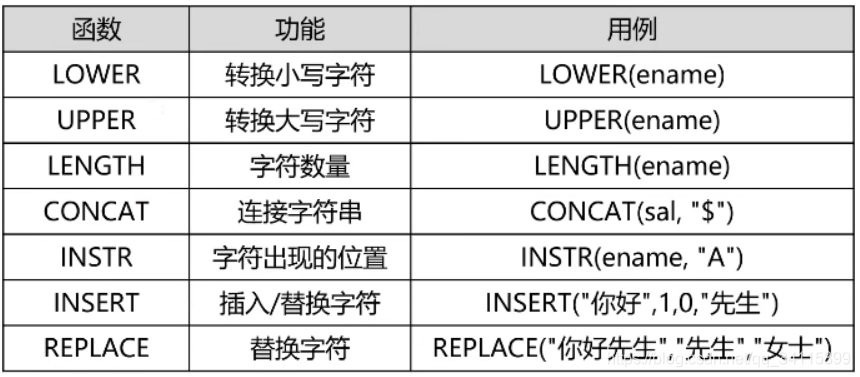 函数 功能 用例
LOWER 转换小写字符 LOWER(ename)
UPPER 转换大写字符 UPPER(ename)
LENGTH 字符数量 LENGTH(ename)
CONCAT 连接字符串 CONCAT(sal, "$")
INSTR 字符出现的位置 INSTR(ename, "A")
INSERT 插入/替换字符 INSERT("你好",1,0,"先生")
REPLACE 替换字符 REPLACE("你好先生","先生","女士")